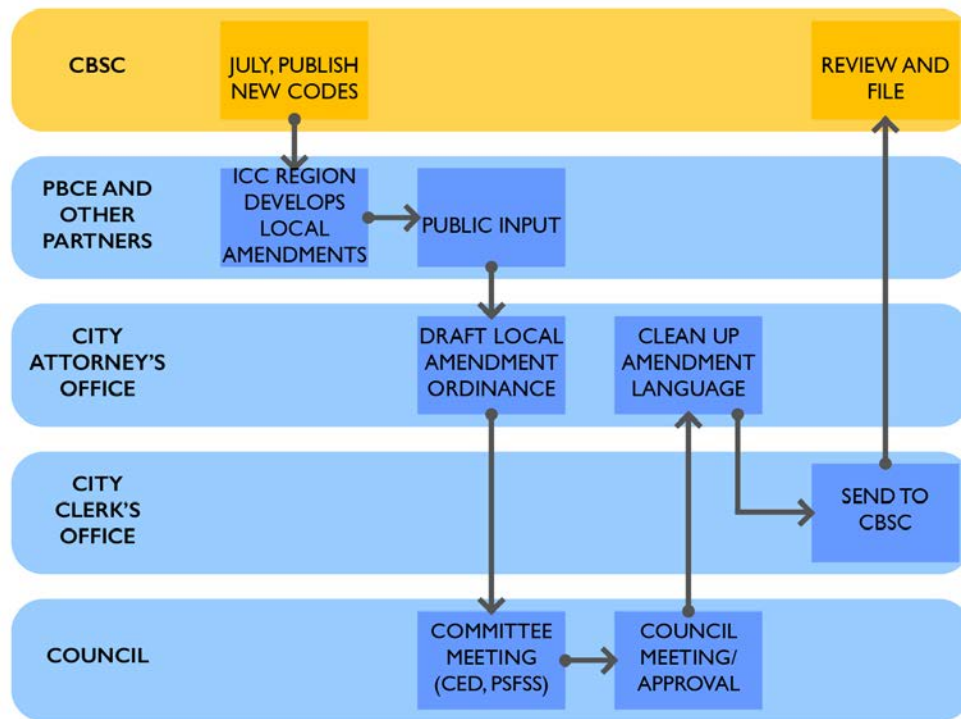 CBSC
JULY, PUBLISH
NEW CODES
REVIEW AND
FILE
PBCE AND
OTHER
PARTNERS
ICC REGION
DEVELOPS
LOCAL
AMENDMENTS
PUBLIC INPUT
CITY
ATTORNEY'S
OFFICE
DRAFT LOCAL
AMENDMENT
ORDINANCE
CLEAN UP
AMENDMENT
LANGUAGE
CITY
CLERK'S
OFFICE
SEND TO
CBSC
COUNCIL
COMMITTEE
MEETING
(CED, PSFSS)
COUNCIL
MEETING/
APPROVAL